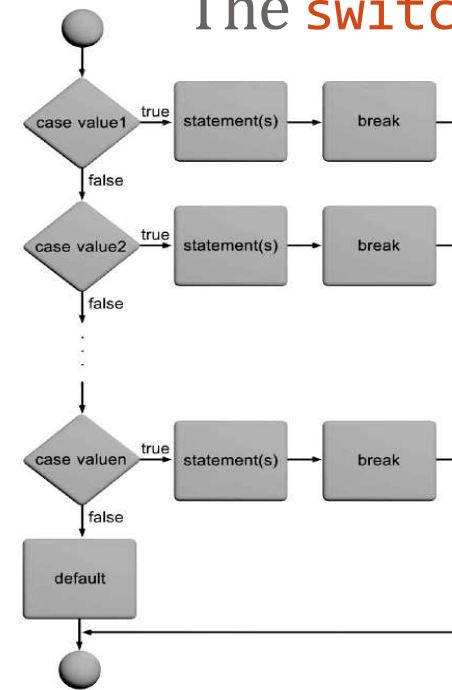 The switc
case value1 true statement(s) break
false
case value2 true statement(s) break
false
case valuen true statement(s) break
false
default